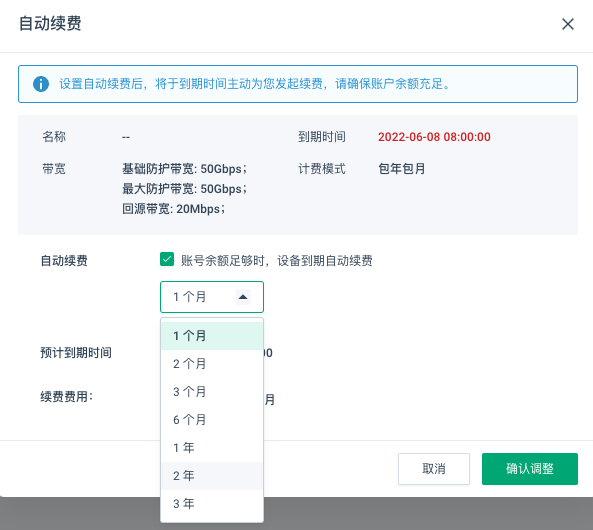 自动续费
设置自动续费后，将于到期时间主动为您发起续费，请确保账户余额充足。
名称 -- 到期时间 2022-06-08 08:00:00
带宽 基础防护带宽: 50Gbps； 计费模式 包年包月
最大防护带宽: 50Gbps；
回源带宽: 20Mbps；
自动续费 账号余额足够时，设备到期自动续费
1 个月
1 个月
预计到期时间 00
2 个月
3 个月
续费费用： 月
6 个月
1 年
取消 确认调整
2 年
3 年